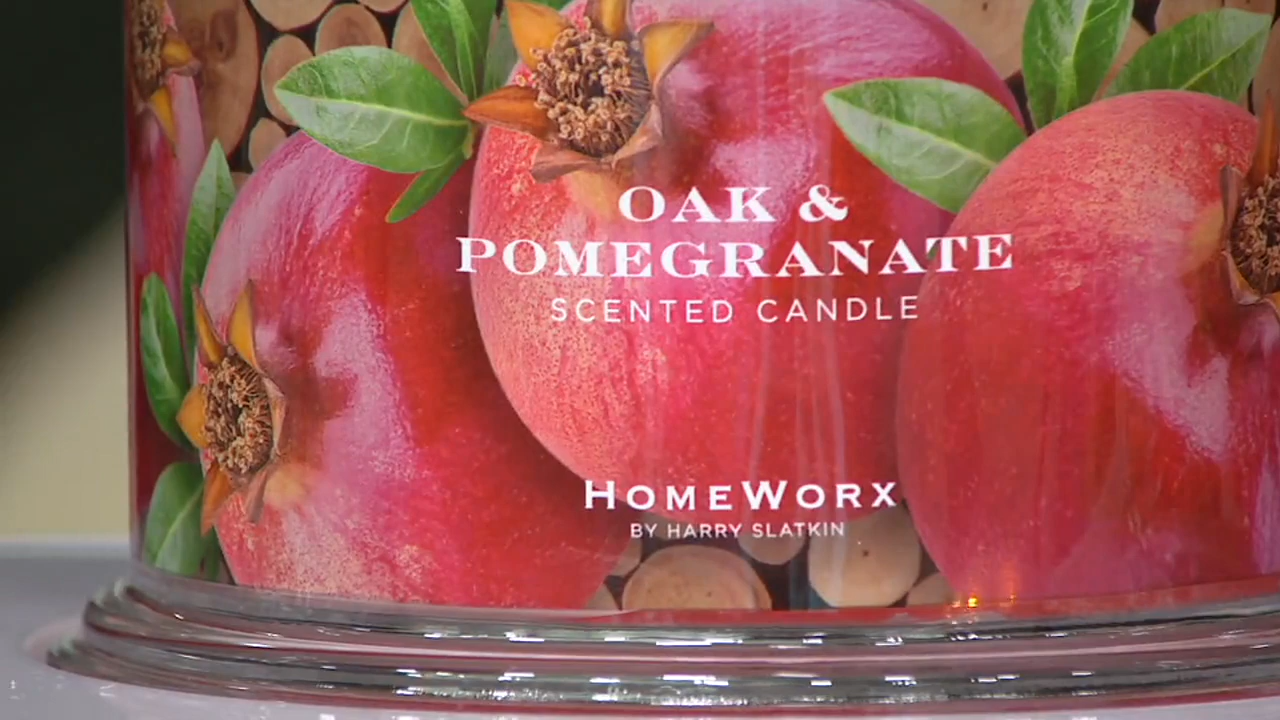 OAK &
POMEGRANATE
SCENTED CANDLE
HOMEWORX
BY HARRY SLATKIN